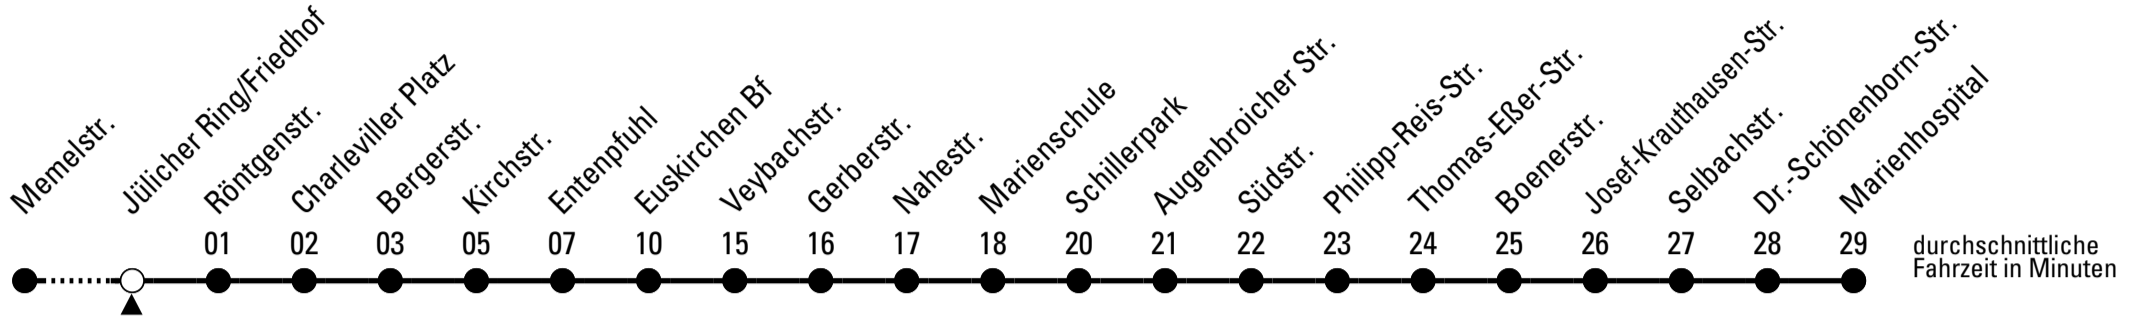 Memelstr.
Jülicher Ring/Friedhof
Röntgenstr.
Charleviller Platz
Bergerstr.
Kirchstr.
Entenpfuhl
Euskirchen Bf
Veybachstr.
Gerberstr.
Nahestr.
Marienschule
Schillerpark
Augenbroicher Str.
Südstr.
Philipp-Reis-Str.
Thomas-Eßer-Str.
Boenerstr.
Josef-Krauthausen-Str.
Selbachstr.
Dr.-Schönenborn-Str.
Marienhospital
01 02 03 05 07 10 15 16 17 18 20 21 22 23 24 25 26 27 28 29
durchschnittliche
Fahrzeit in Minuten